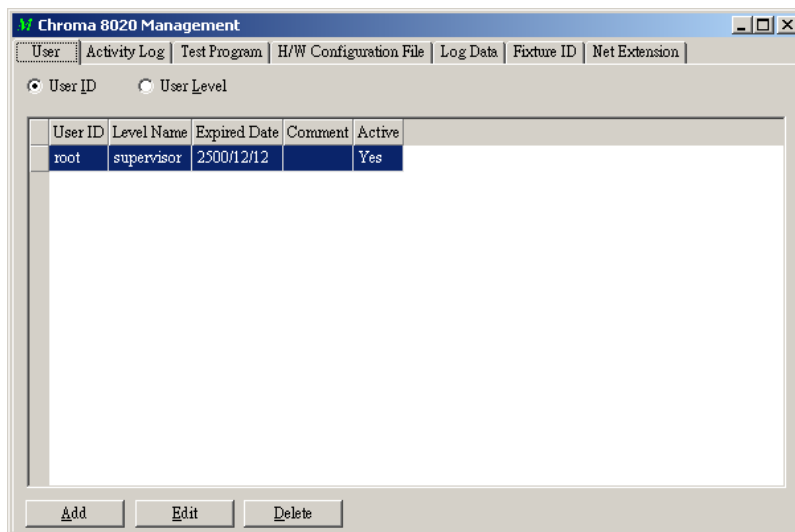 Chroma 8020 Management
User Activity Log Test Program H/W Configuration File Log Data Fixture ID Net Extension
User ID User Level
User ID Level Name Expired Date Comment Active
root supervisor 2500/12/12 Yes
Add Edit Delete